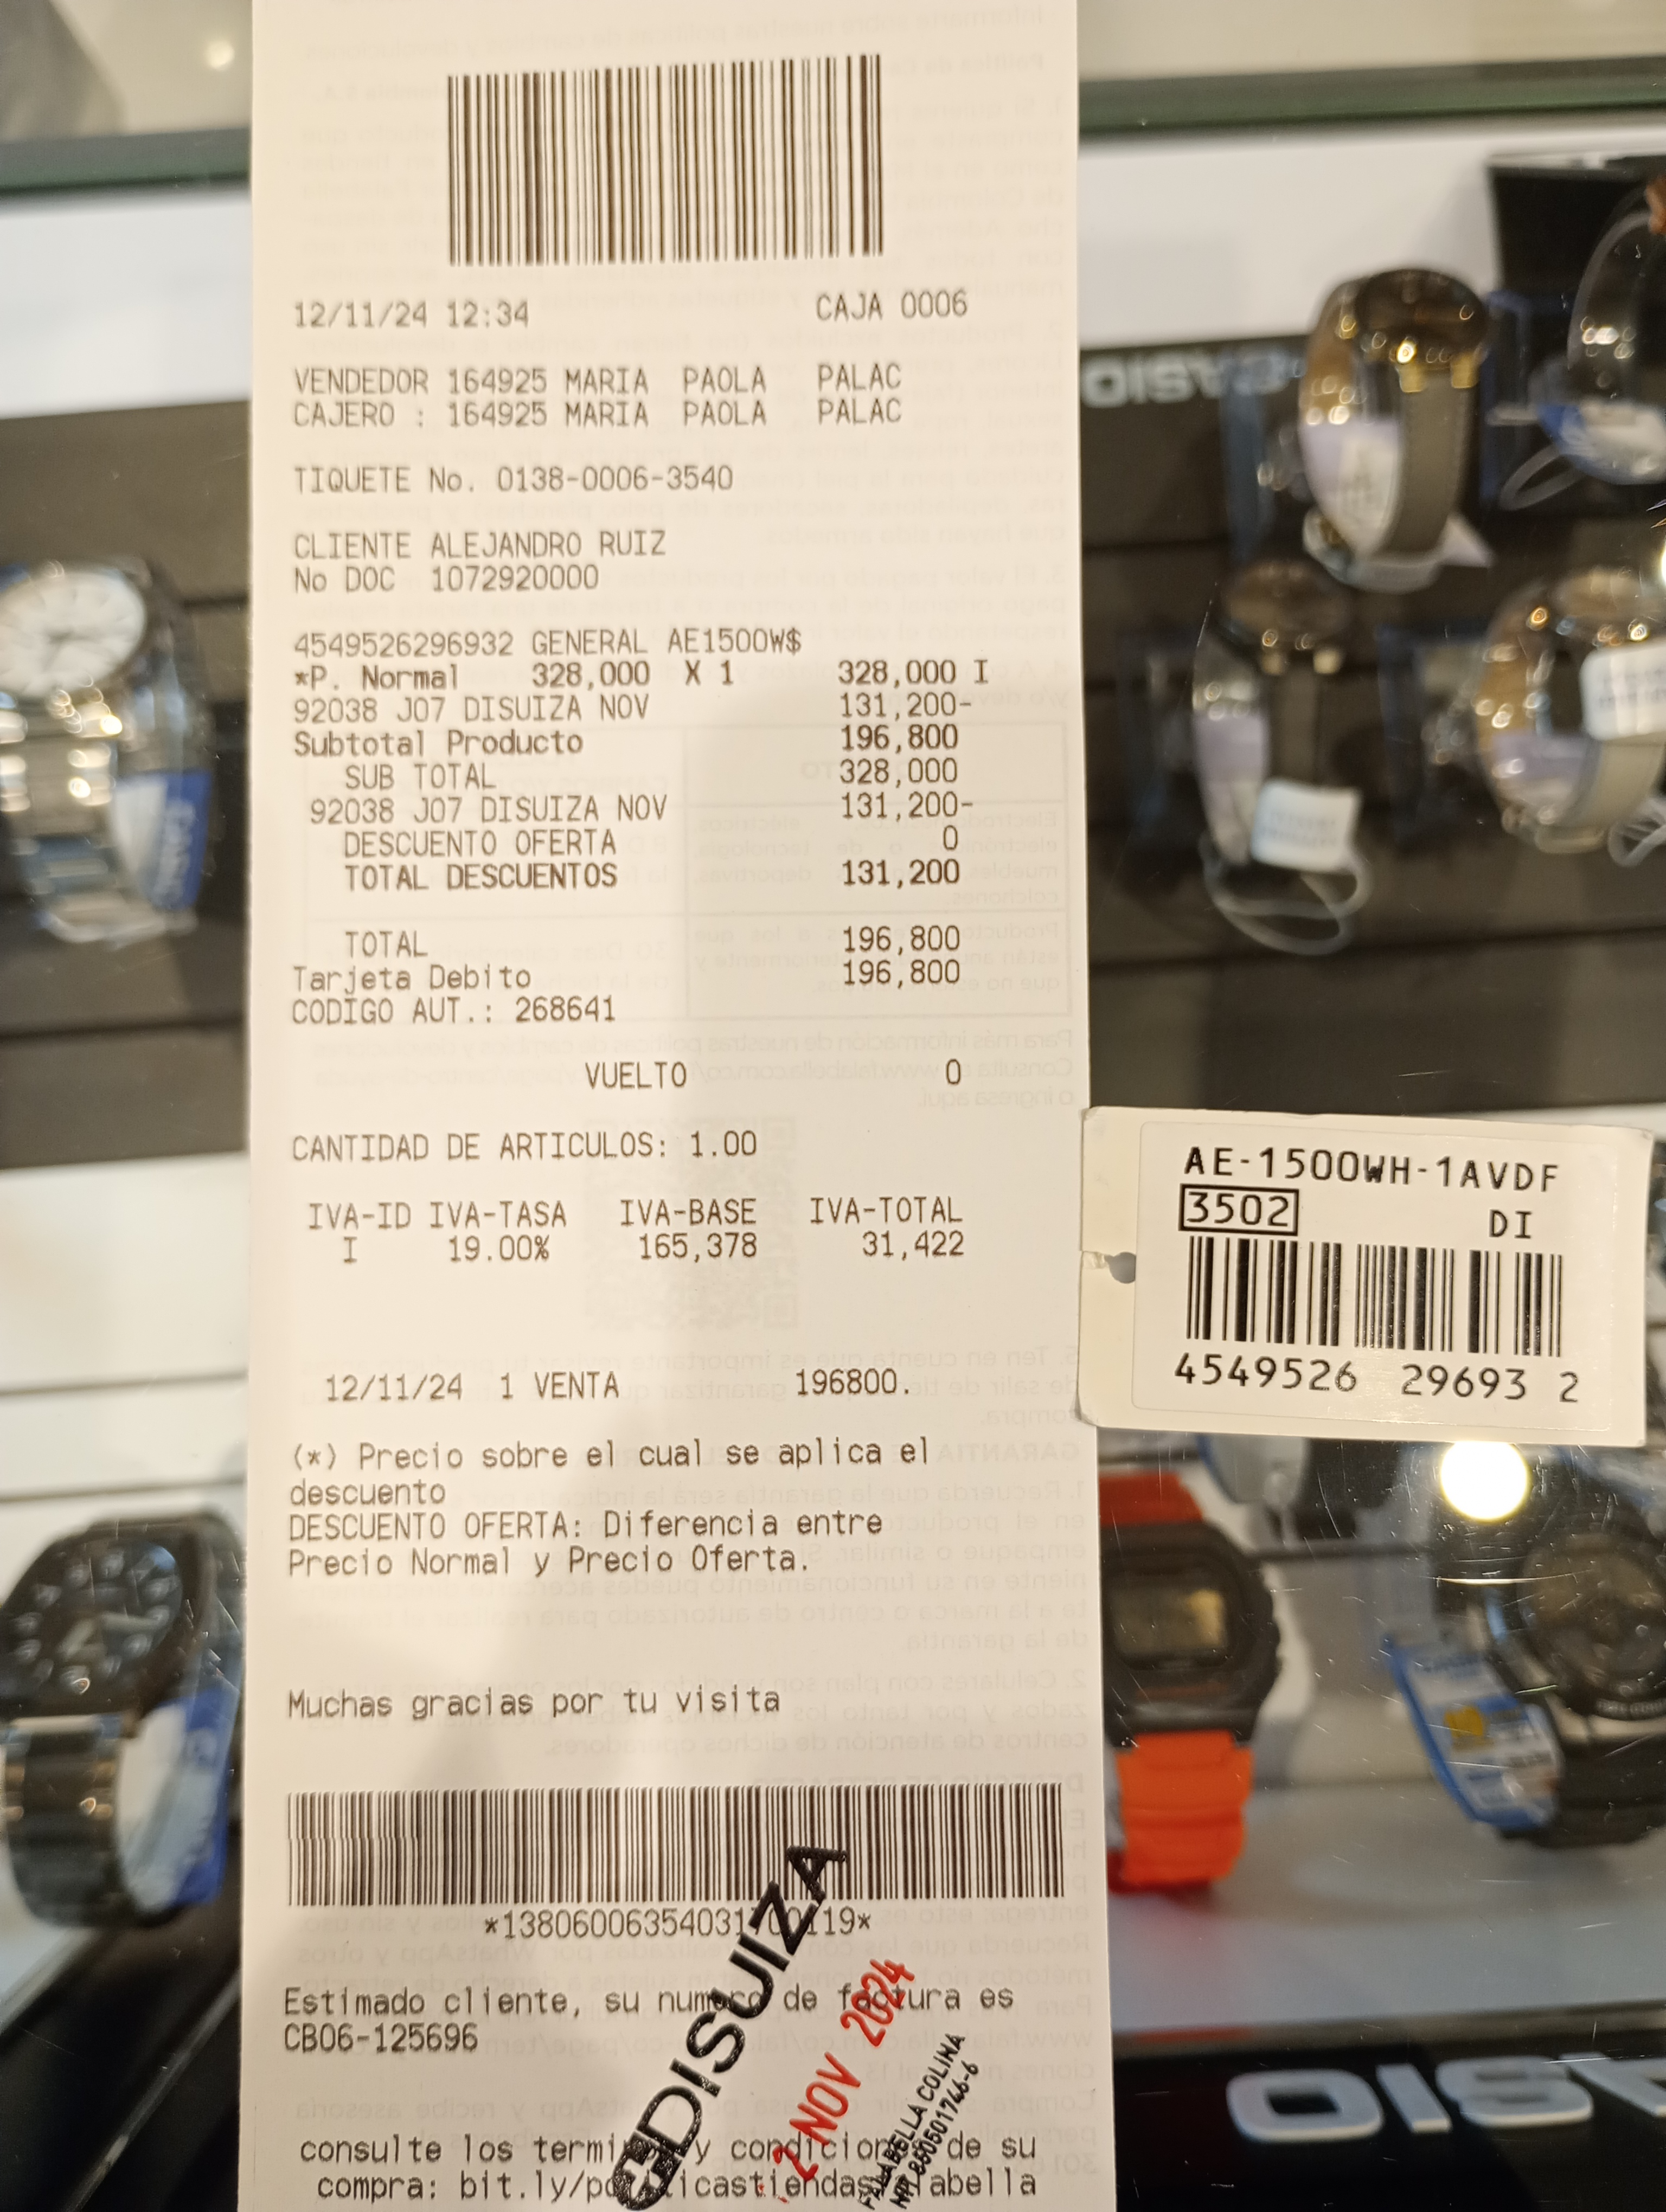 12/11/24 12:34 CAJA 0006
VENDEDOR 164925 MARIA PAOLA PALAC
CAJERO : 164925 MARIA PAOLA PALAC
TIQUETE No. 0138-0006-3540
CLIENTE ALEJANDRO RUIZ
No DOC 1072920000
4549526296932 GENERAL AE1500W$
*P. Normal 328,000 X 1 328,000 I
92038 J07 DISUIZA NOV 131,200-
Subtotal Producto 196,800
SUB TOTAL 328,000
92038 J07 DISUIZA NOV 131,200-
DESCUENTO OFERTA 0
TOTAL DESCUENTOS 131,200
TOTAL 196,800
Tarjeta Debito 196,800
CODIGO AUT.: 268641
VUELTO 0
CANTIDAD DE ARTICULOS: 1.00
IVA-ID IVA-TASA IVA-BASE IVA-TOTAL
I 19.00% 165,378 31,422
12/11/24 1 VENTA 196800.
(*) Precio sobre el cual se aplica el
descuento
DESCUENTO OFERTA: Diferencia entre
Precio Normal y Precio Oferta.
Muchas gracias por tu visita
Estimado cliente, su numero de factura es
CB06-125696
consulte los terminos y condiciones de su
compra: bit.ly/politicastiendasfalabella
DISUIZA
2 NOV 2024
FALABELLA COLINA
AE-1500WH-1AVDF
3502 DI
4549526 29693 2
CASIO